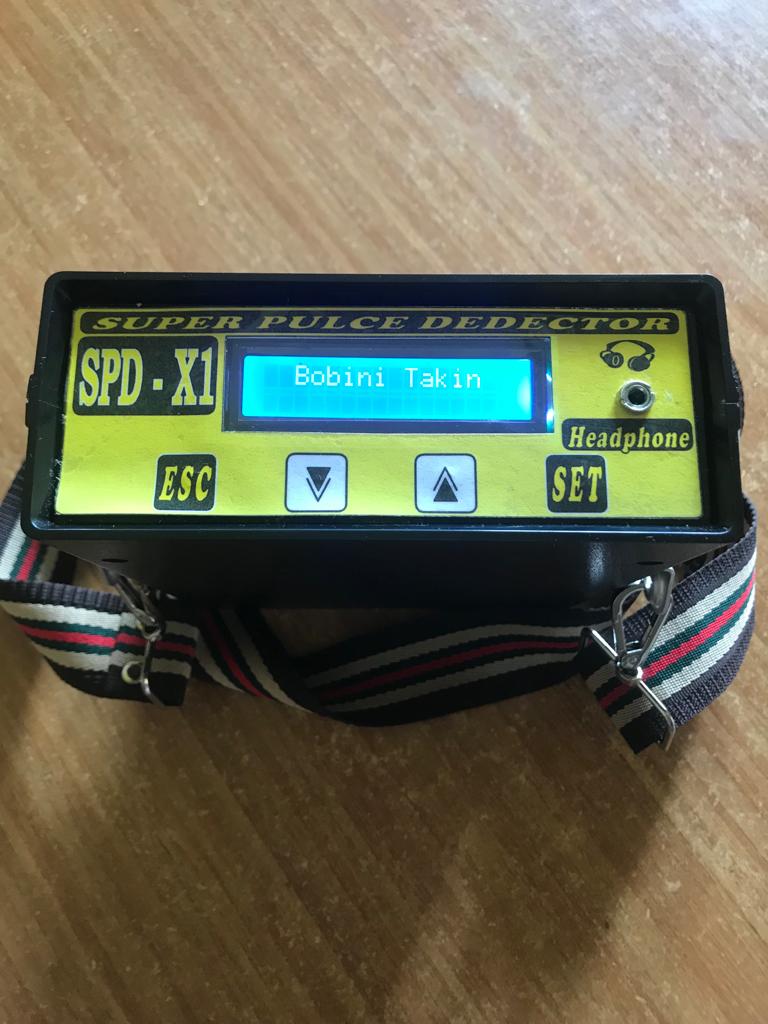 SUPER PULCE DEDECTOR
SPD - X1
Bobini Takin
Headphone
ESC
SET